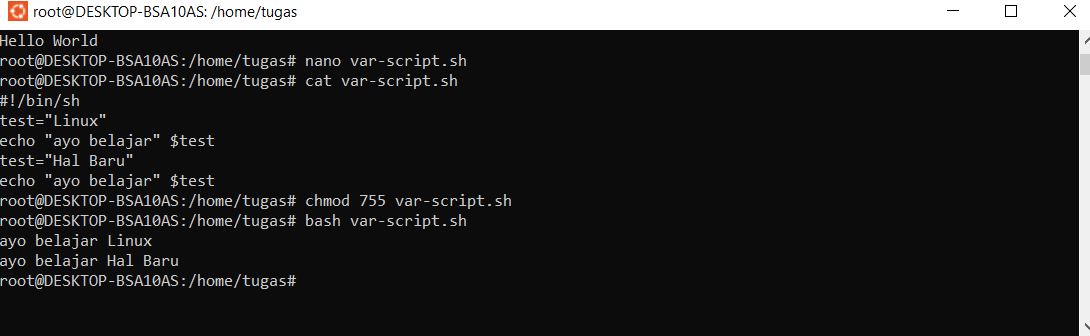 root@DESKTOP-BSA10AS: /home/tugas
Hello World
root@DESKTOP-BSA10AS:/home/tugas# nano var-script.sh
root@DESKTOP-BSA10AS:/home/tugas# cat var-script.sh
#!/bin/sh
test="Linux"
echo "ayo belajar" $test
test="Hal Baru"
echo "ayo belajar" $test
root@DESKTOP-BSA10AS:/home/tugas# chmod 755 var-script.sh
root@DESKTOP-BSA10AS:/home/tugas# bash var-script.sh
ayo belajar Linux
ayo belajar Hal Baru
root@DESKTOP-BSA10AS:/home/tugas#